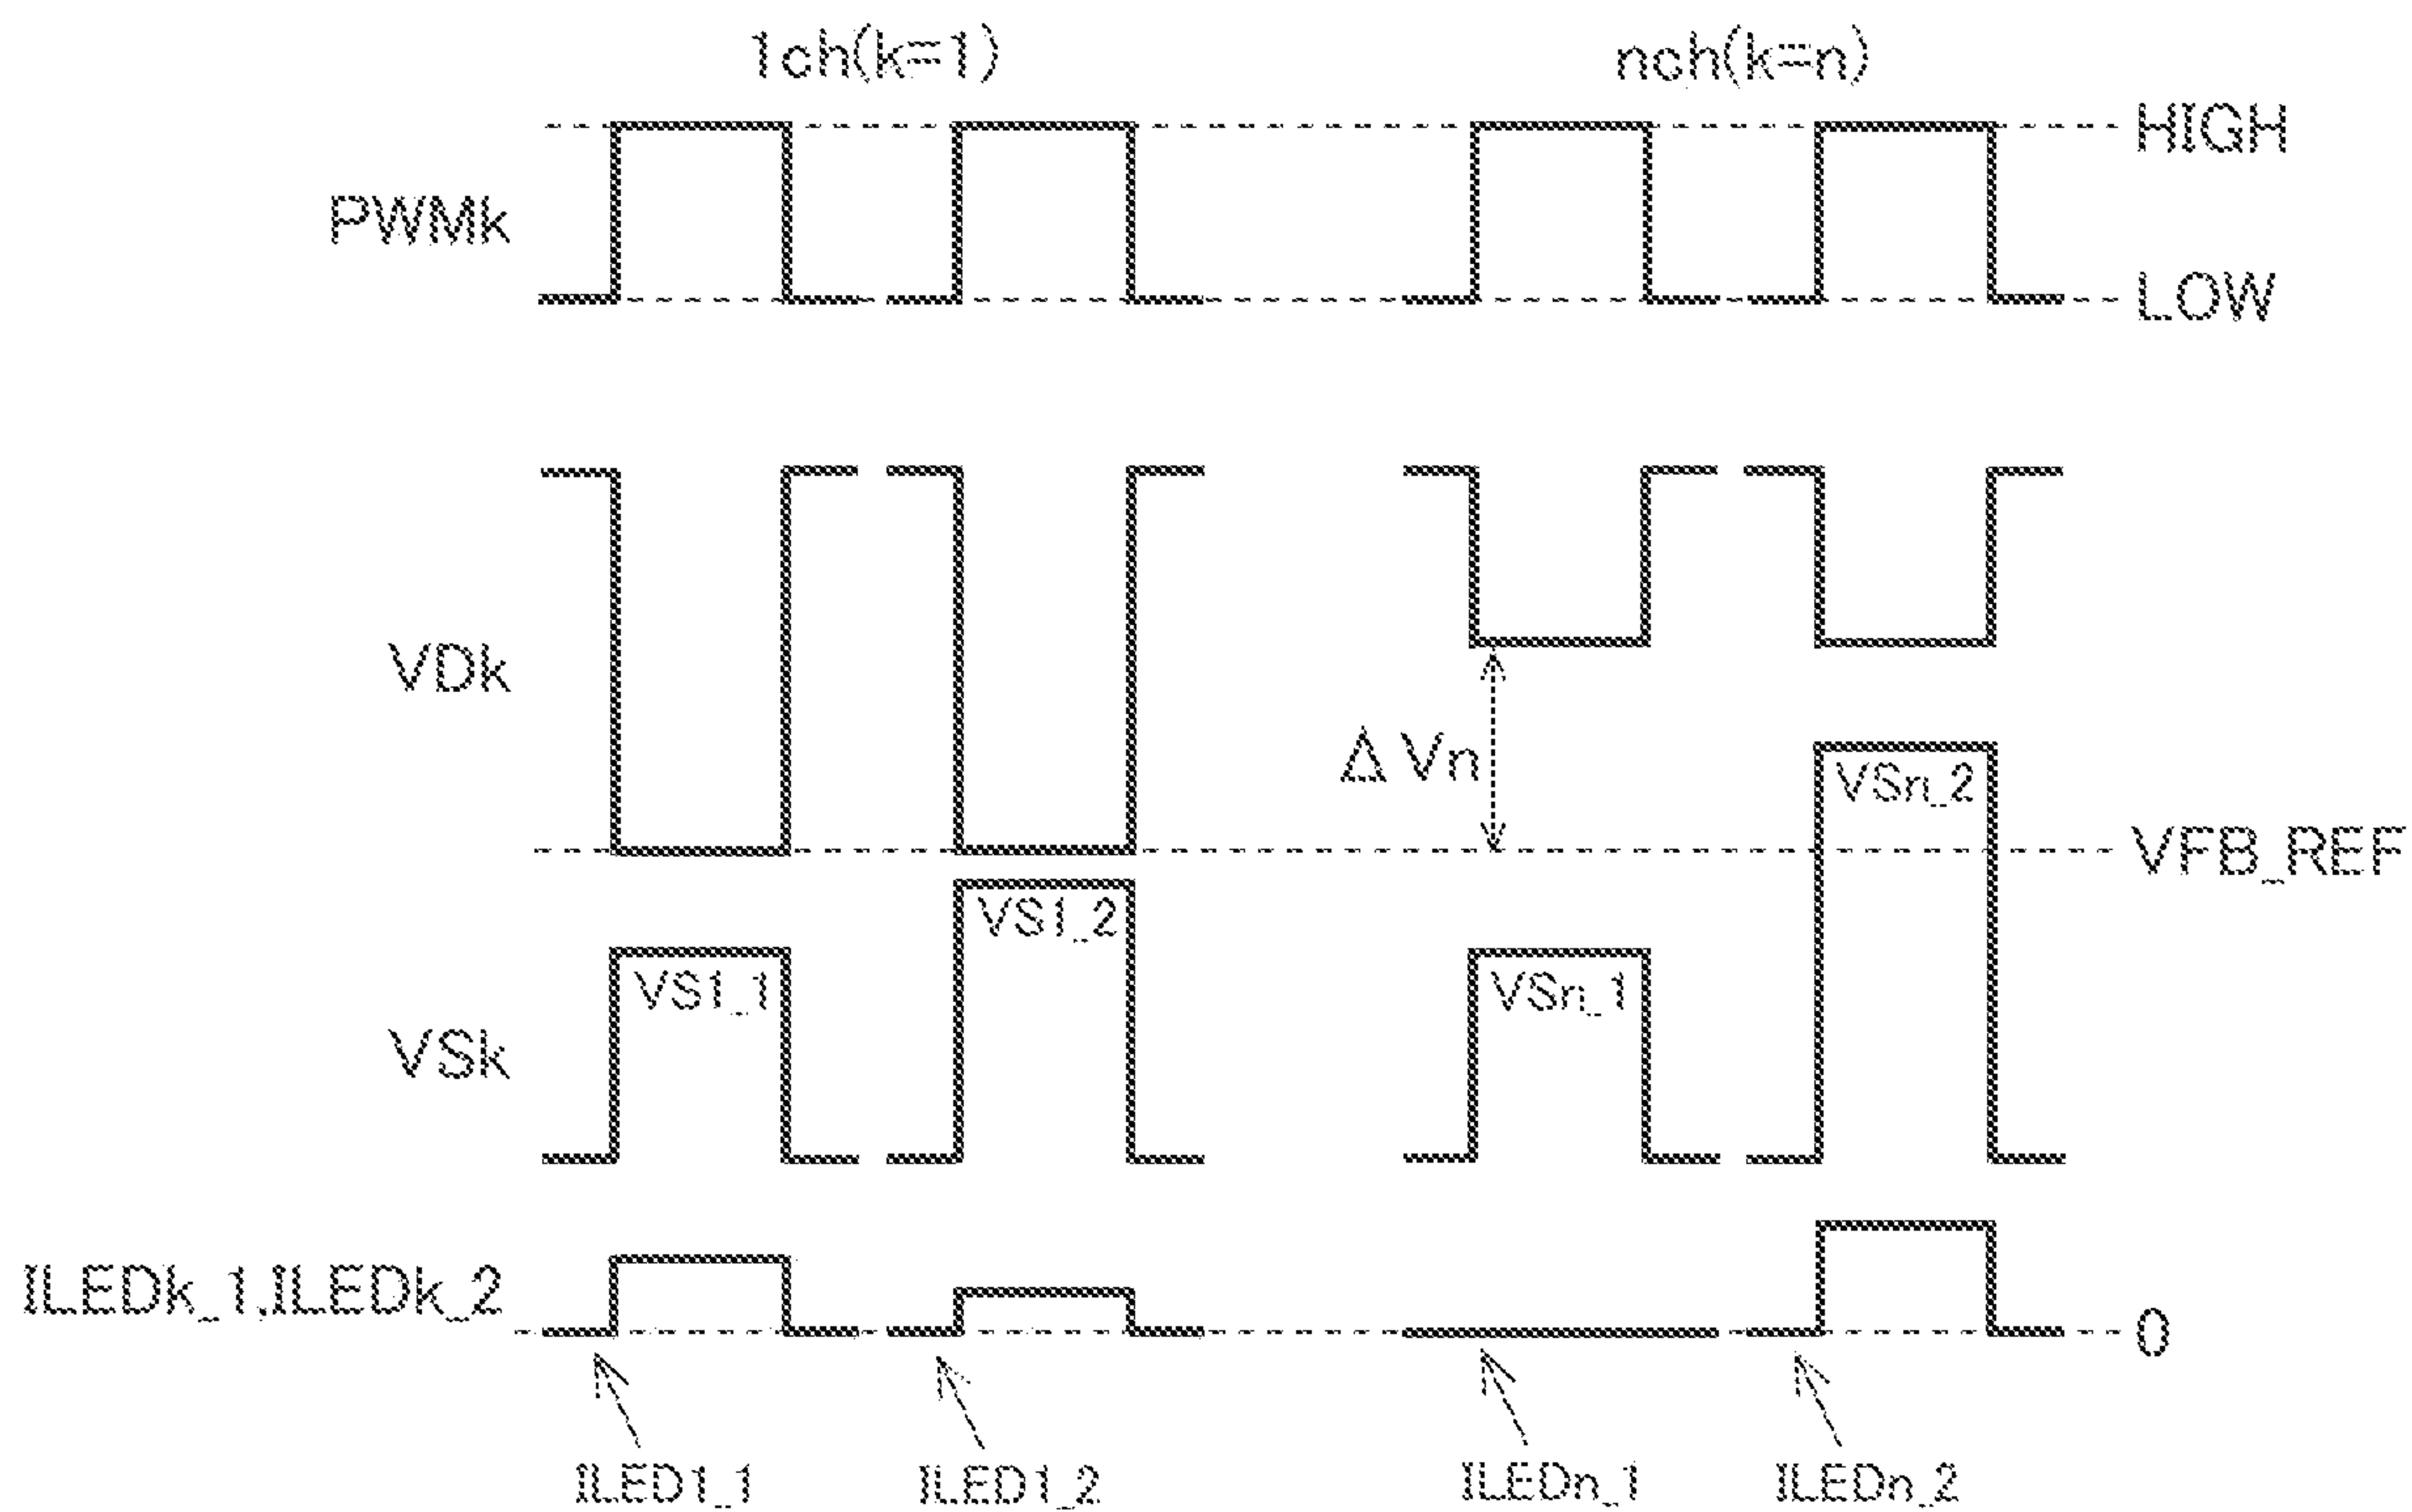 1ch(k=1)
nch(k=n)
HIGH
PWMk
LOW
VDk
ΔVn
VSn_2
VFB_REF
VS1_2
VS1_1
VSn_1
VSk
ILEDk_1,ILEDk_2
0
ILED1_1
ILED1_2
ILEDn_1
ILEDn_2